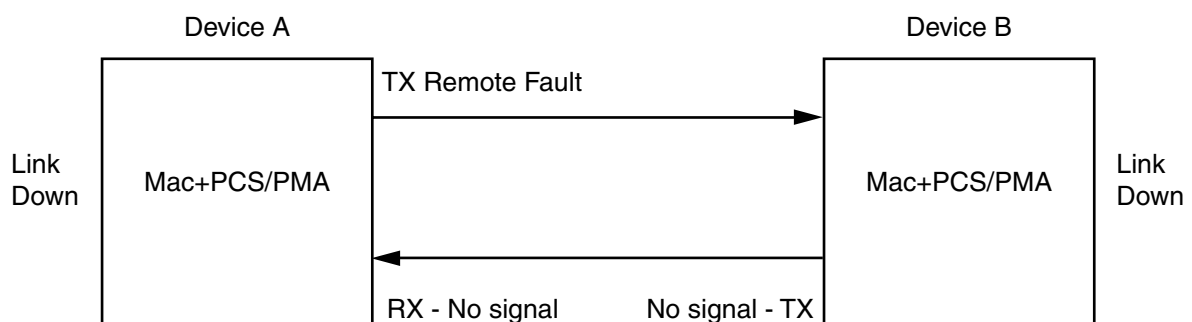 Device A
Device B
TX Remote Fault
Link
Down
Mac+PCS/PMA
Mac+PCS/PMA
Link
Down
RX - No signal
No signal - TX